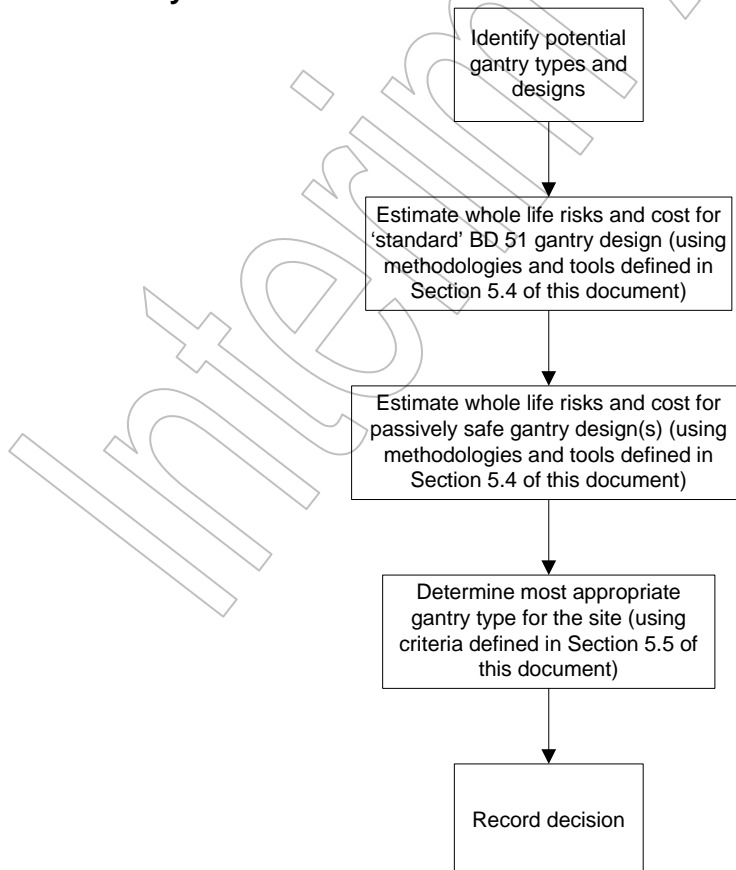 Identify potential
gantry types and
designs
Estimate whole life risks and cost for
‘standard’ BD 51 gantry design (using
methodologies and tools defined in
Section 5.4 of this document)
Estimate whole life risks and cost for
passively safe gantry design(s) (using
methodologies and tools defined in
Section 5.4 of this document)
Determine most appropriate
gantry type for the site (using
criteria defined in Section 5.5 of
this document)
Record decision
Interim